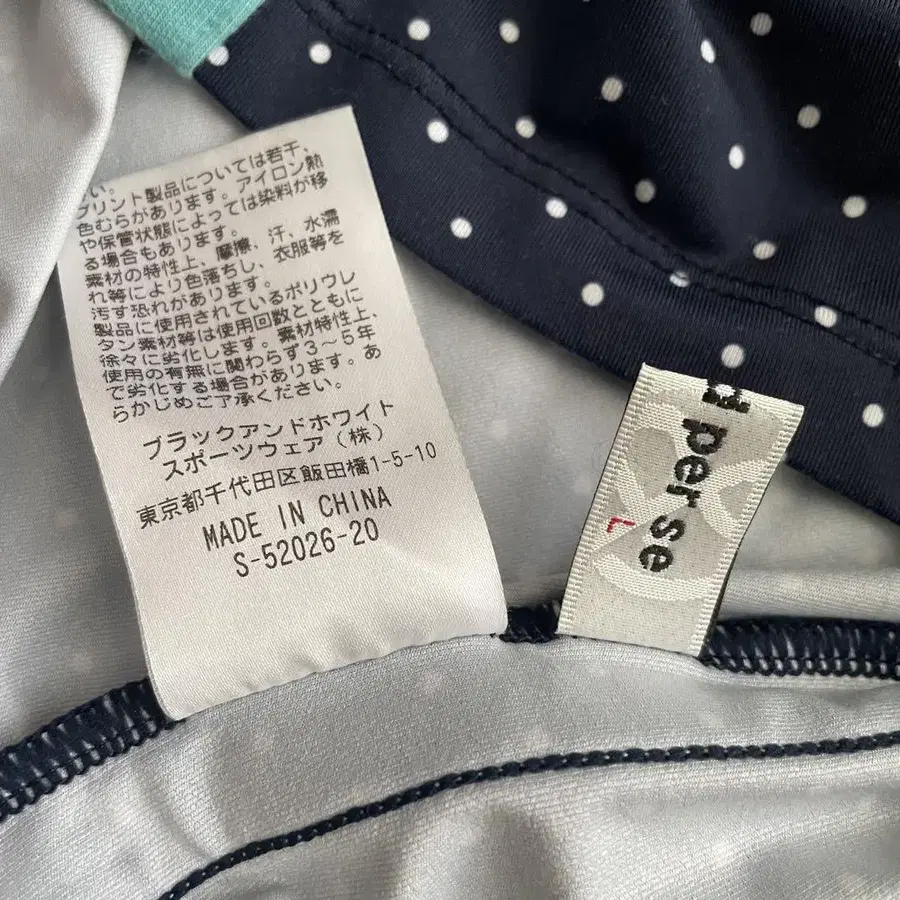 い。
プリント製品については若干、
色むらがあります。アイロン熱
や保管状態によっては染料が移
る場合もあります。
素材の特性上、摩擦、汗、水濡
れ等により色落ちし、衣服等を
汚す恐れがあります。
製品に使用されているポリウレ
タン素材等は使用回数とともに
徐々に劣化します。素材特性上、
使用の有無に関わらず3~5年
で劣化する場合があります。あ
らかじめご了承ください。
ブラックアンドホワイト
スポーツウェア(株)
東京都千代田区飯田橋1-5-10
MADE IN CHINA
S-52026-20
d per se
L